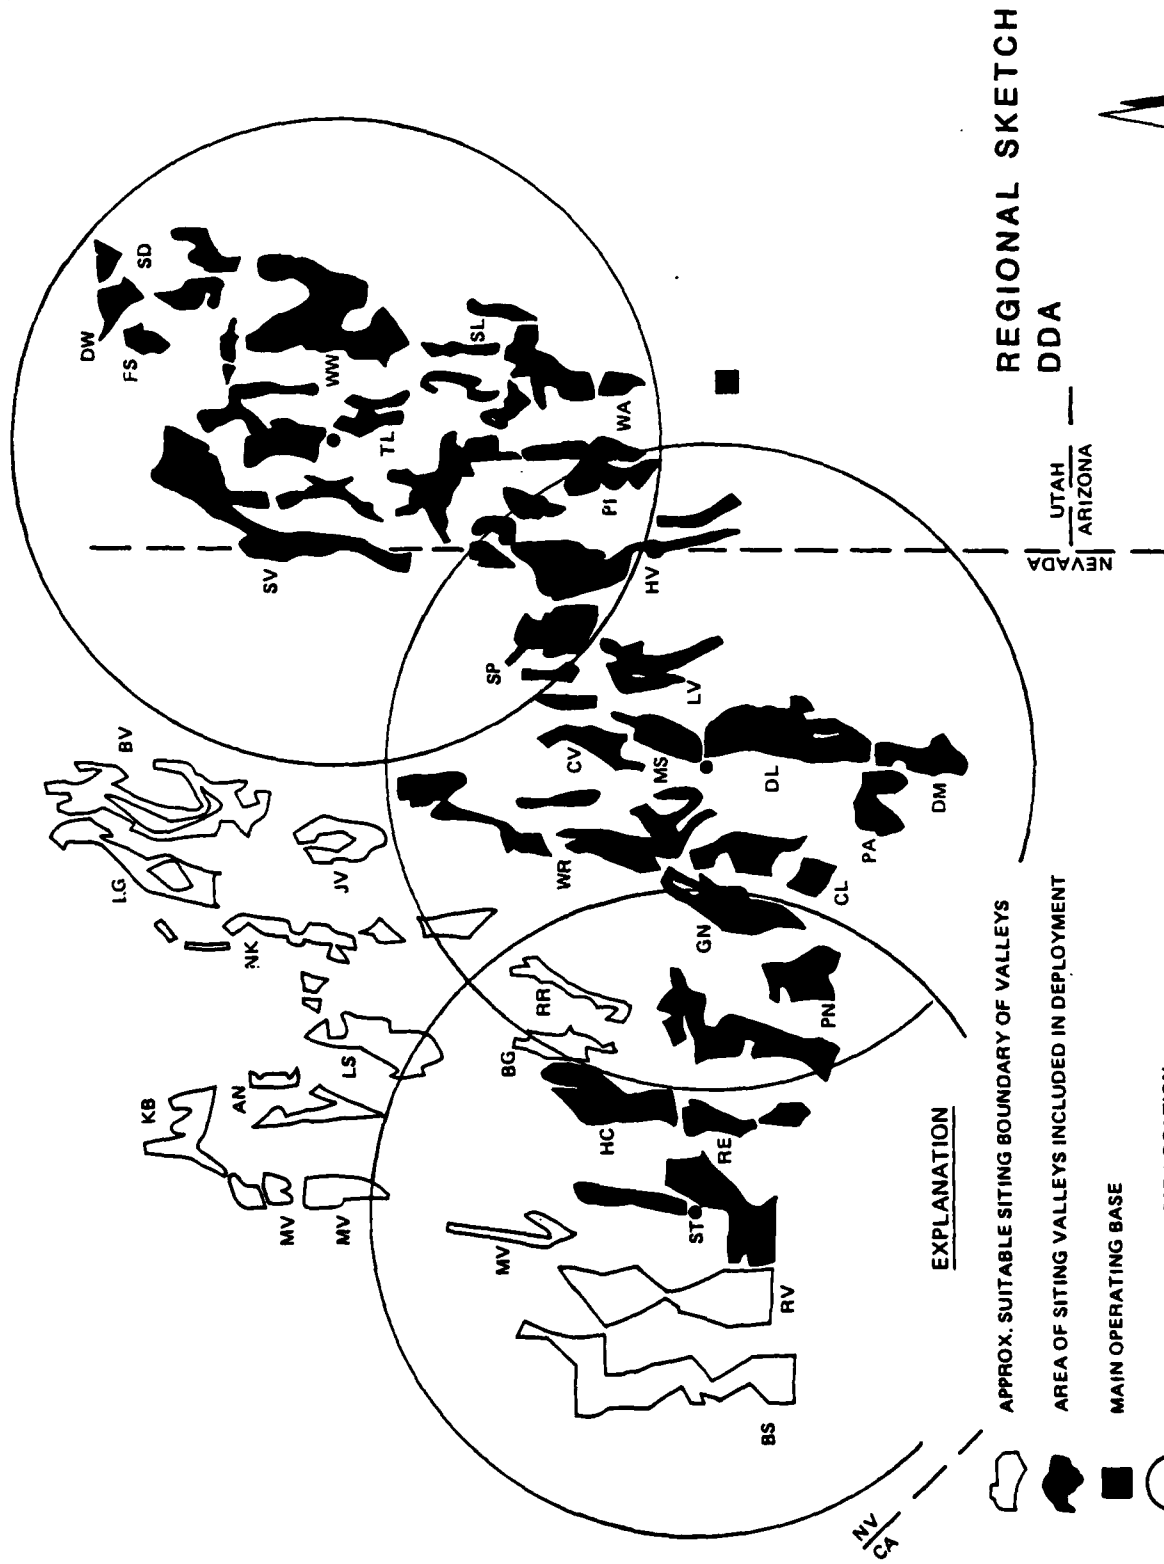 REGIONAL SKETCH
DDA
DW
SD
FS
WW
SL
TL
WA
SV
PI
HV
UTAH
ARIZONA
NEVADA
SP
LV
BV
CV
MS
DL
DM
PA
LG
JV
WR
CL
NK
GN
RR
PN
LS
BG
AN
KB
HC
RE
MV
MV
MV
ST
RV
BS
NV
CA
EXPLANATION
APPROX. SUITABLE SITING BOUNDARY OF VALLEYS
AREA OF SITING VALLEYS INCLUDED IN DEPLOYMENT
MAIN OPERATING BASE